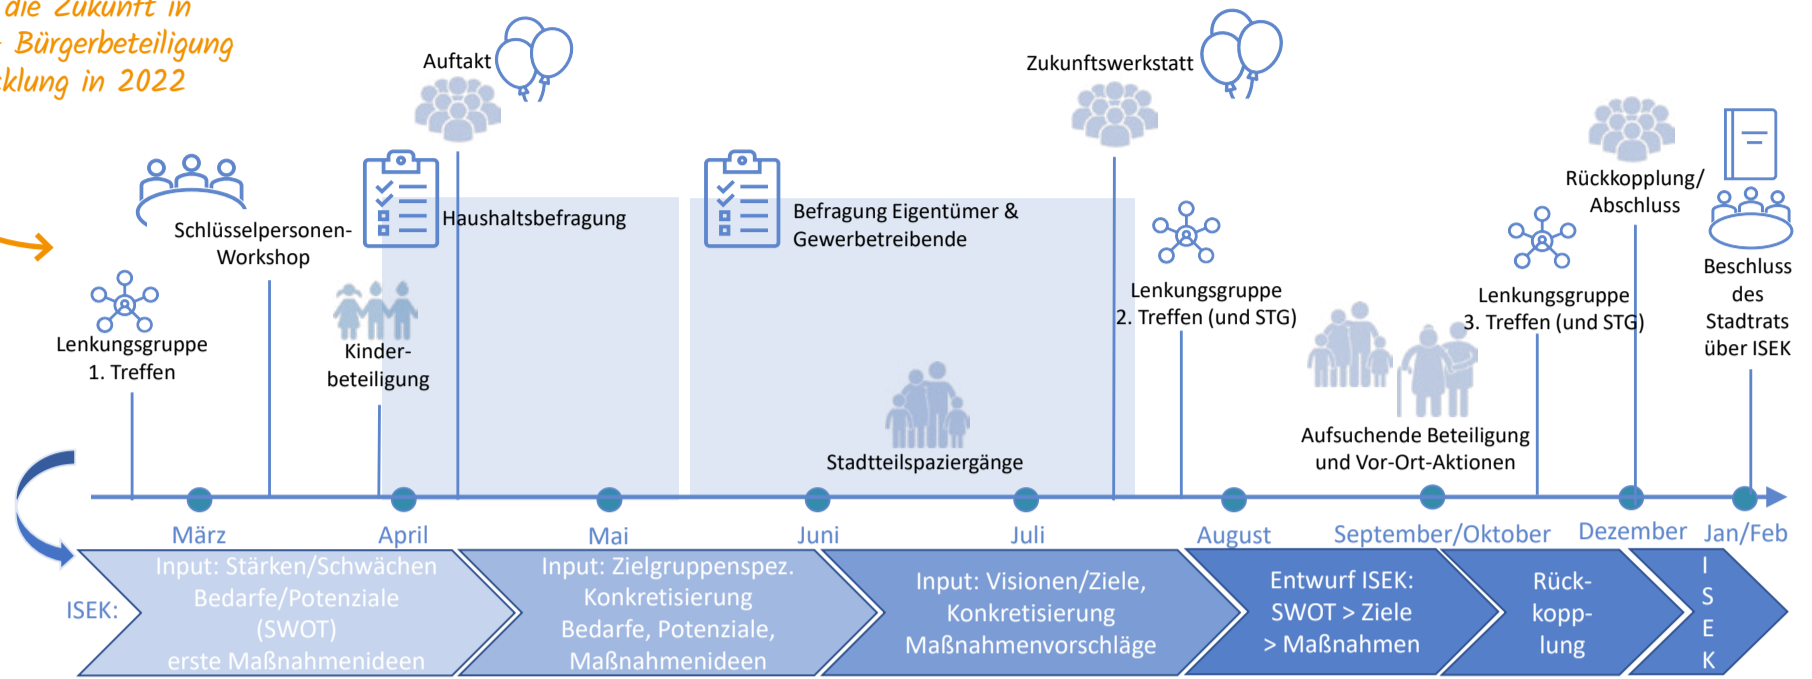 die Zukunft in
Bürgerbeteiligung
in 2022
Auftakt
Zukunftswerkstatt
Schlüsselpersonen-
Workshop
Haushaltsbefragung
Befragung Eigentümer &
Gewerbetreibende
Rückkopplung/
Abschluss
Lenkungsgruppe
1. Treffen
Kinder-
beteiligung
Stadtteilspaziergänge
Lenkungsgruppe
2. Treffen (und STG)
Lenkungsgruppe
3. Treffen (und STG)
Aufsuchende Beteiligung
und Vor-Ort-Aktionen
Beschluss
des
Stadtrats
über ISEK
März
April
Mai
Juni
Juli
August
September/Oktober
Dezember
Jan/Feb
ISEK:
Input: Stärken/Schwächen
Bedarfe/Potenziale
(SWOT)
erste Maßnahmenideen
Input: Zielgruppenspez.
Konkretisierung
Bedarfe, Potenziale,
Maßnahmenideen
Input: Visionen/Ziele,
Konkretisierung
Maßnahmenvorschläge
Entwurf ISEK:
SWOT > Ziele
> Maßnahmen
Rück-
kopp-
lung
I
S
E
K